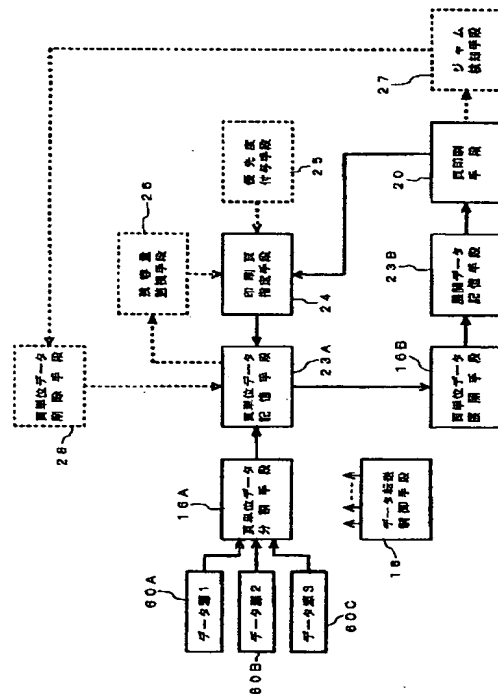 60A
データ源1
60B
データ源2
60C
データ源3
16A
頁単位データ
分割手段
データ転送
制御手段
18
頁単位データ
削除手段
28
頁単位データ
記憶手段
23A
残容量
監視手段
26
印刷頁
指定手段
24
優先度
付与手段
25
16B
頁単位データ
展開手段
23B
展開データ
記憶手段
20
頁印刷
手段
27
ジャム
検知手段